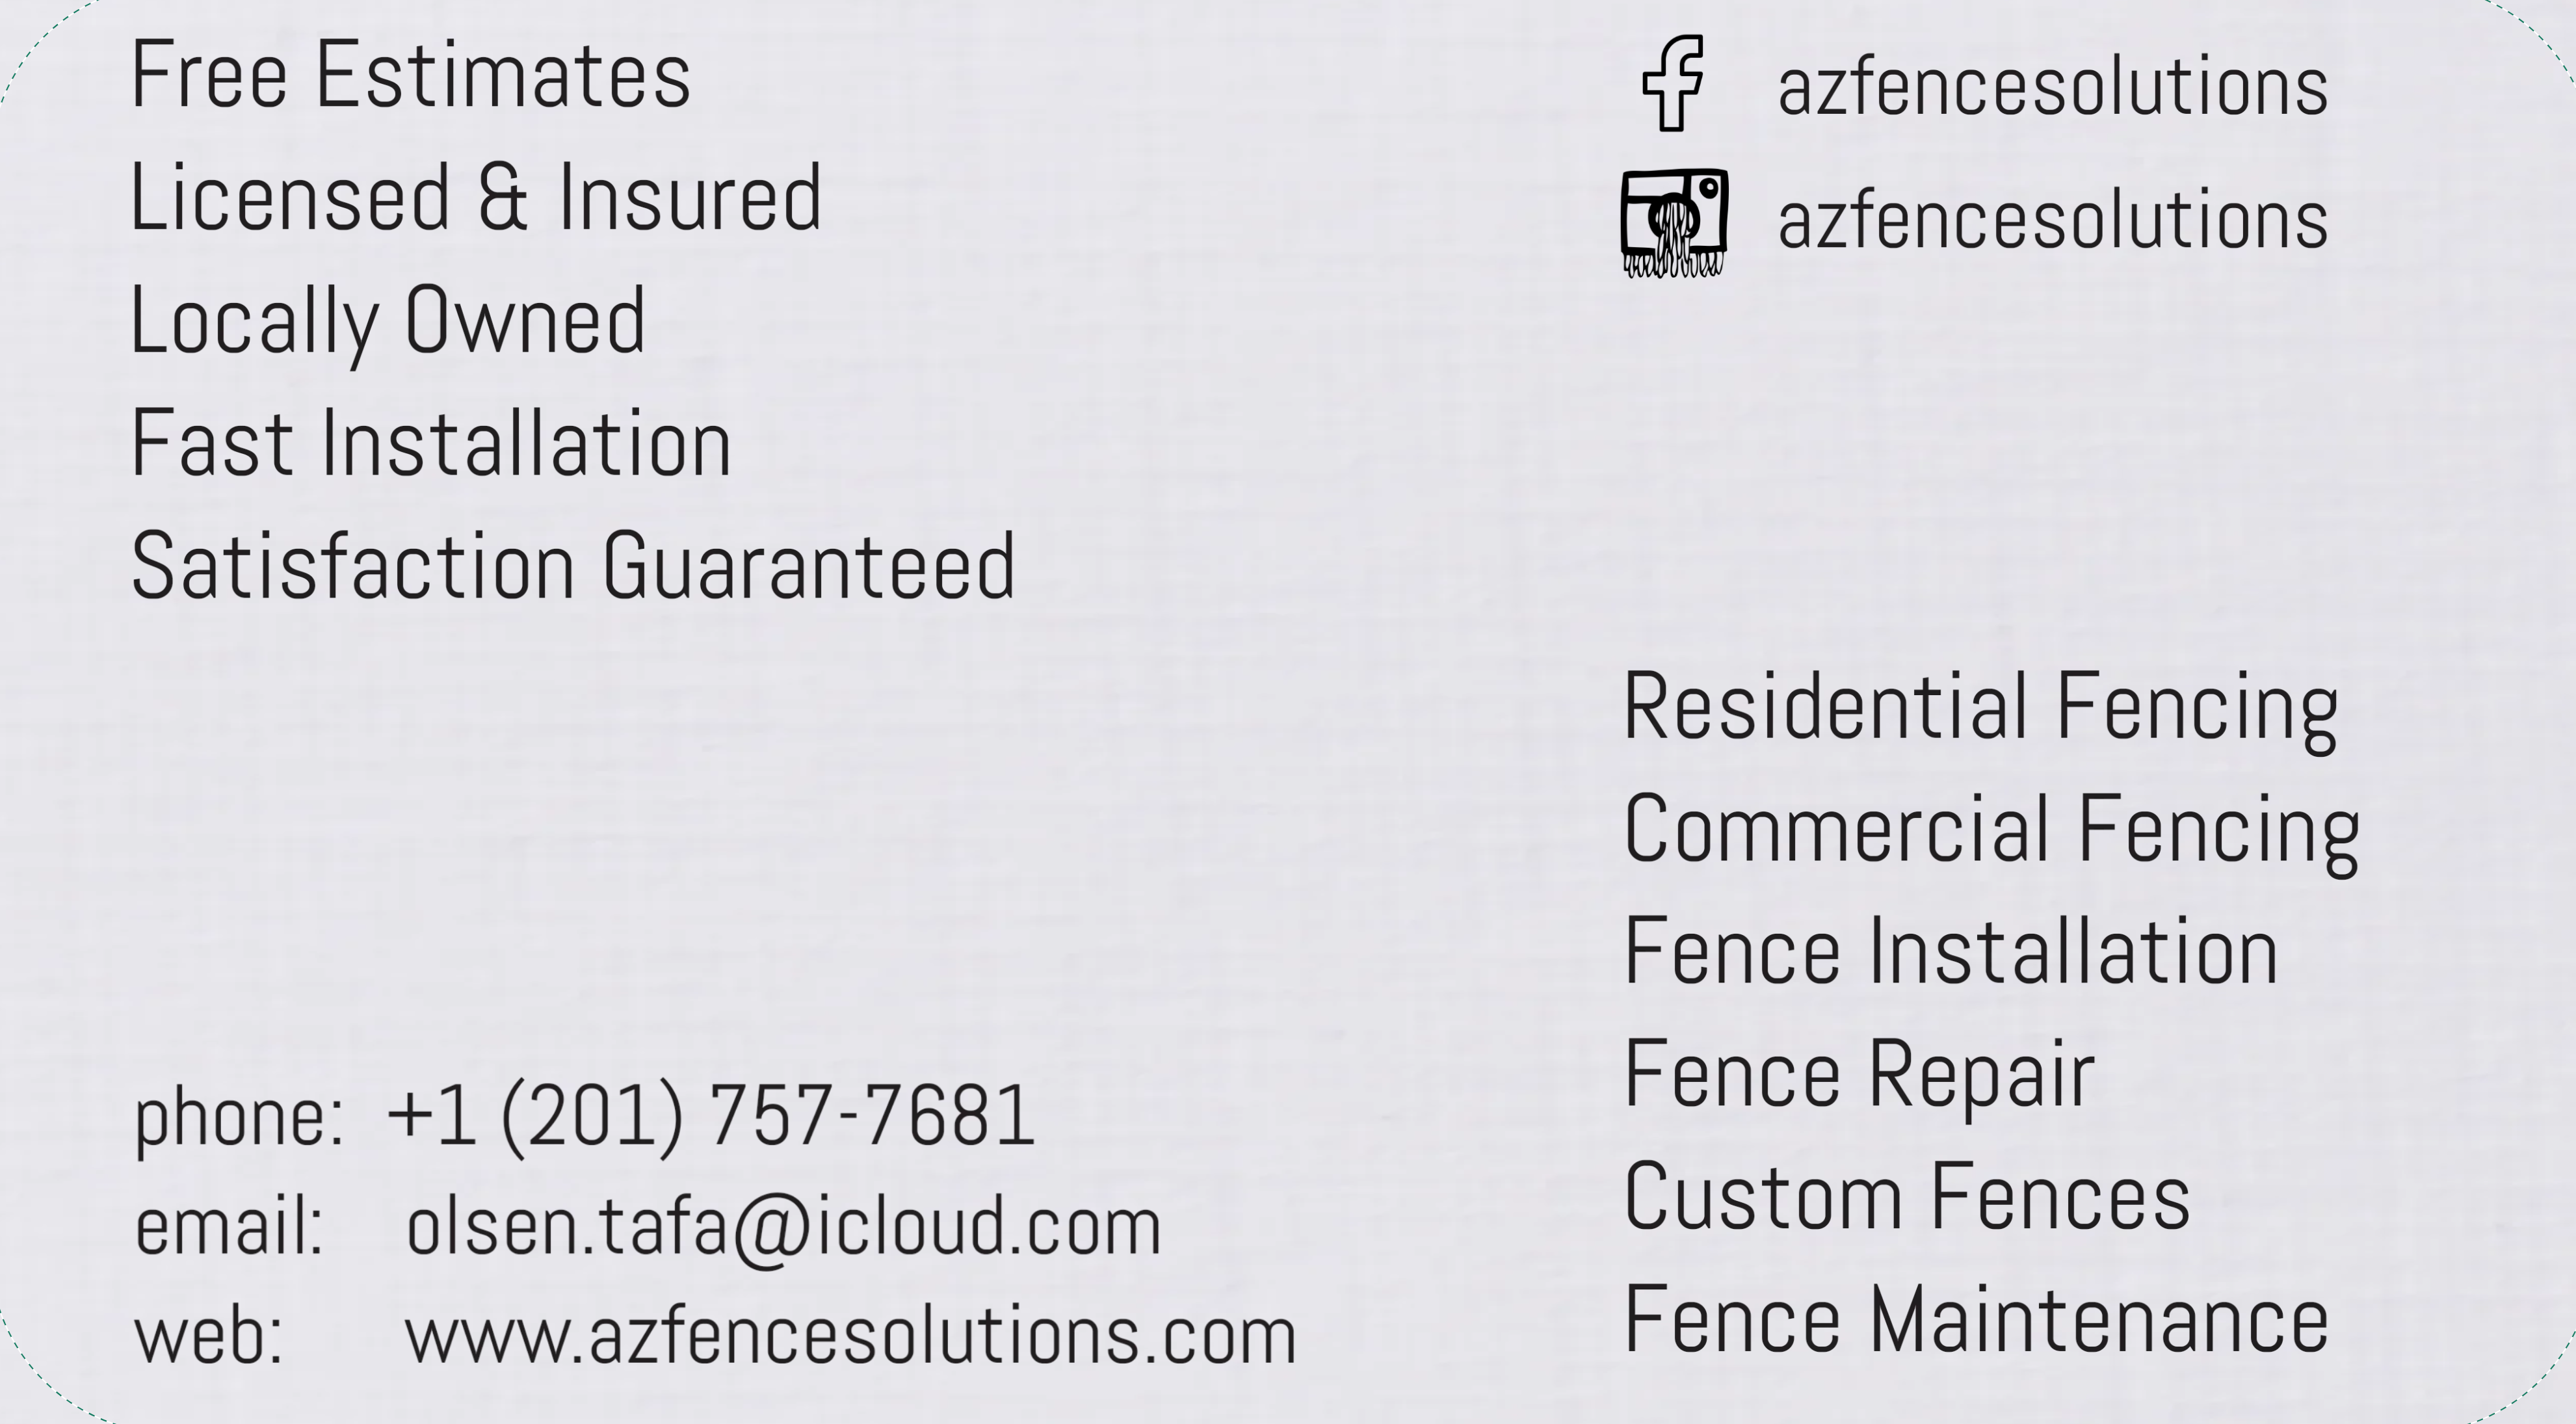 Free Estimates
Licensed & Insured
Locally Owned
Fast Installation
Satisfaction Guaranteed
azfencesolutions
azfencesolutions
Residential Fencing
Commercial Fencing
Fence Installation
Fence Repair
Custom Fences
Fence Maintenance
phone: +1 (201) 757-7681
email: olsen.tafa@icloud.com
web: www.azfencesolutions.com